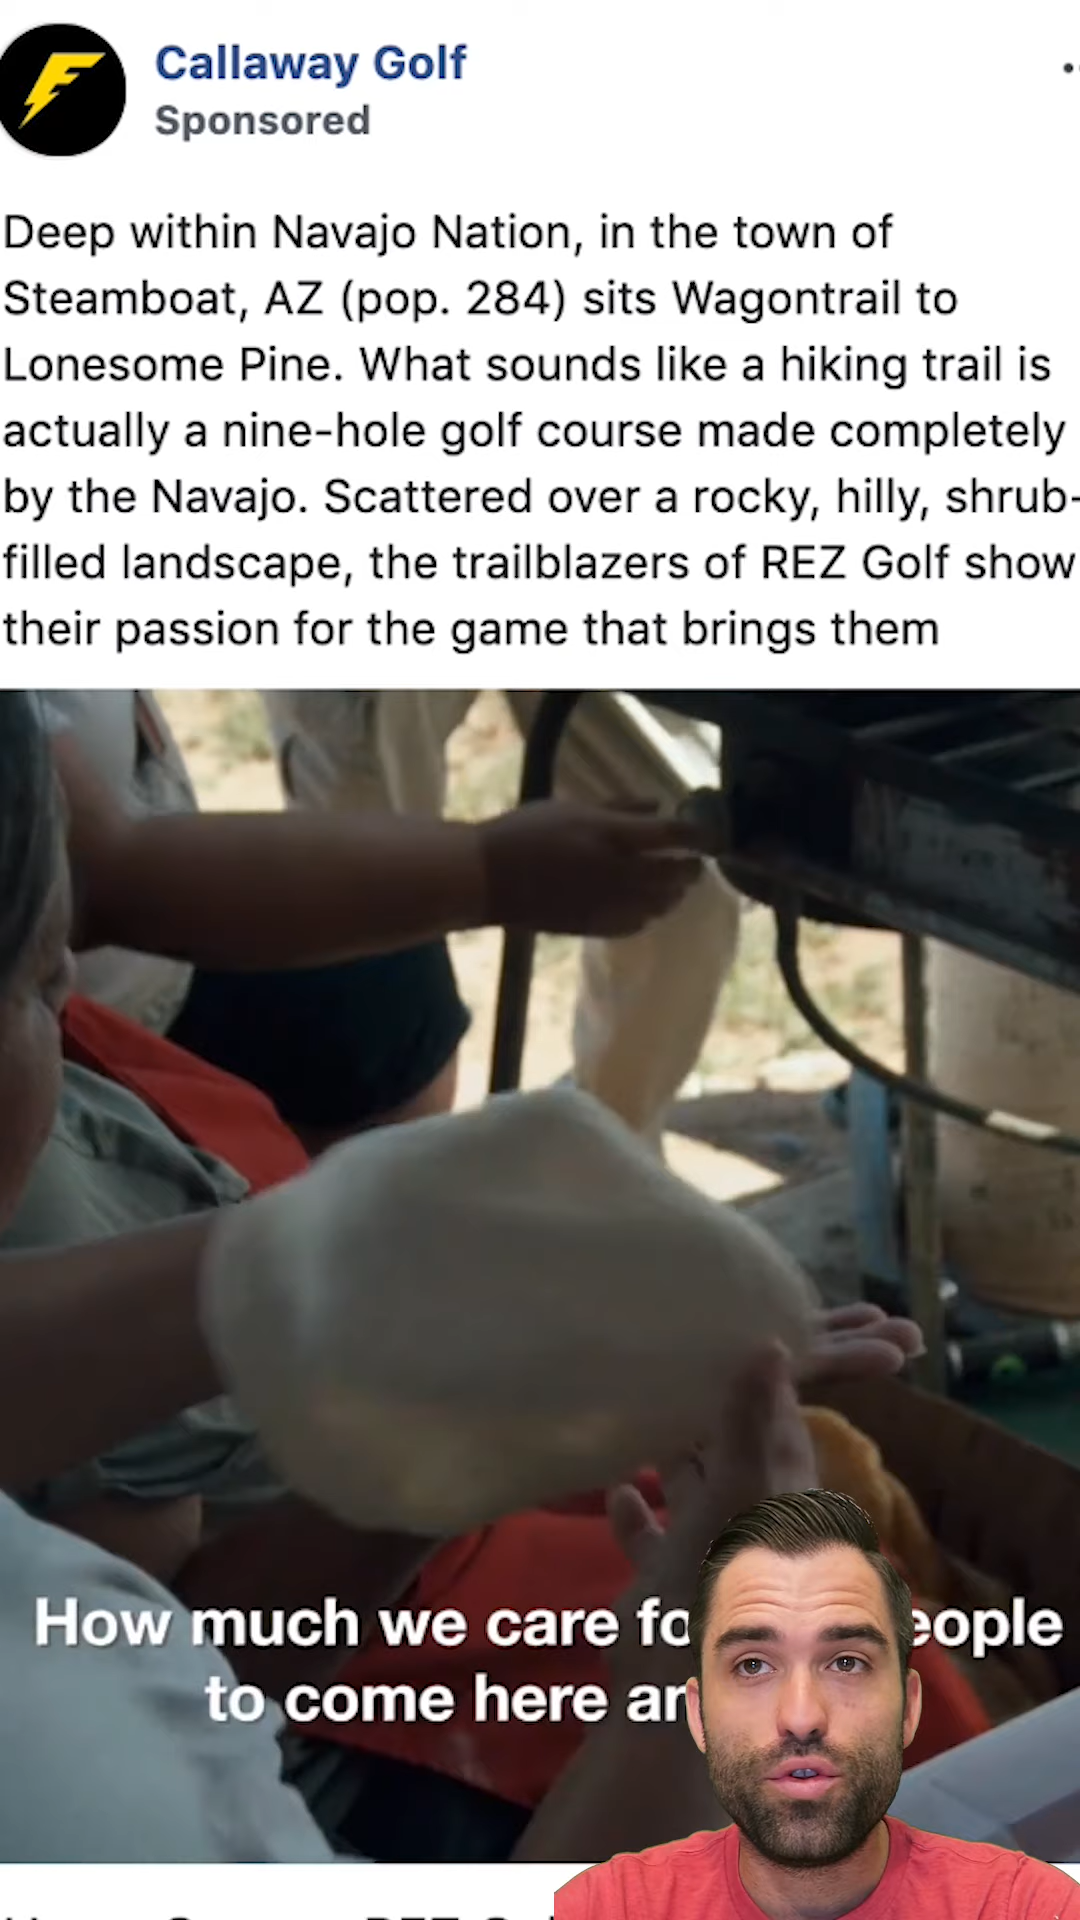 Callaway Golf
Sponsored
Deep within Navajo Nation, in the town of
Steamboat, AZ (pop. 284) sits Wagontrail to
Lonesome Pine. What sounds like a hiking trail is
actually a nine-hole golf course made completely
by the Navajo. Scattered over a rocky, hilly, shrub-
filled landscape, the trailblazers of REZ Golf show
their passion for the game that brings them
How much we care
to come here